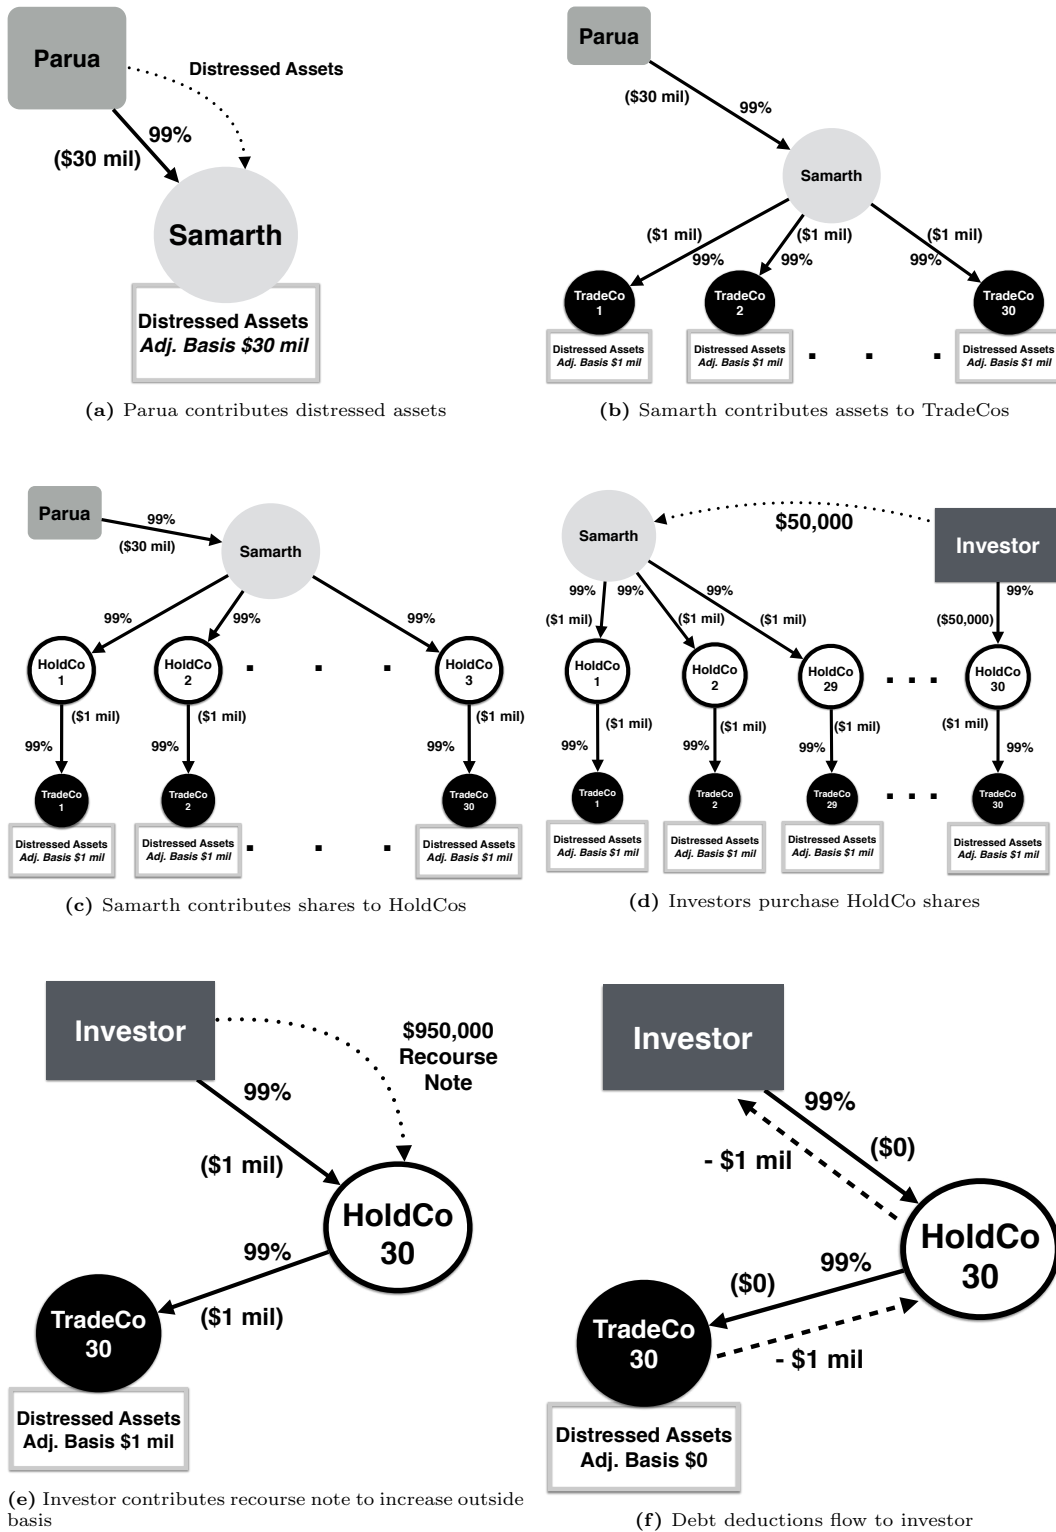 Parua
Distressed Assets
99%
($30 mil)
Samarth
Distressed Assets
Adj. Basis $30 mil
(a) Parua contributes distressed assets
Parua
($30 mil)
99%
Samarth
($1 mil)
($1 mil)
($1 mil)
99%
99%
99%
TradeCo
1
TradeCo
2
TradeCo
30
Distressed Assets
Adj. Basis $1 mil
Distressed Assets
Adj. Basis $1 mil
Distressed Assets
Adj. Basis $1 mil
(b) Samarth contributes assets to TradeCos
Parua
99%
($30 mil)
Samarth
99%
99%
99%
HoldCo
1
HoldCo
2
HoldCo
3
($1 mil)
($1 mil)
($1 mil)
99%
99%
99%
TradeCo
1
TradeCo
2
TradeCo
30
Distressed Assets
Adj. Basis $1 mil
Distressed Assets
Adj. Basis $1 mil
Distressed Assets
Adj. Basis $1 mil
(c) Samarth contributes shares to HoldCos
Samarth
$50,000
Investor
99%
99%
99%
99%
($1 mil)
($1 mil)
($1 mil)
($50,000)
HoldCo
1
HoldCo
2
HoldCo
29
HoldCo
30
($1 mil)
($1 mil)
($1 mil)
($1 mil)
99%
99%
99%
99%
TradeCo
1
TradeCo
2
TradeCo
29
TradeCo
30
Distressed Assets
Adj. Basis $1 mil
Distressed Assets
Adj. Basis $1 mil
Distressed Assets
Adj. Basis $1 mil
Distressed Assets
Adj. Basis $1 mil
(d) Investors purchase HoldCo shares
Investor
$950,000
Recourse
Note
99%
($1 mil)
HoldCo
30
99%
($1 mil)
TradeCo
30
Distressed Assets
Adj. Basis $1 mil
(e) Investor contributes recourse note to increase outside
basis
Investor
99%
($0)
- $1 mil
HoldCo
30
99%
($0)
- $1 mil
TradeCo
30
Distressed Assets
Adj. Basis $0
(f) Debt deductions flow to investor